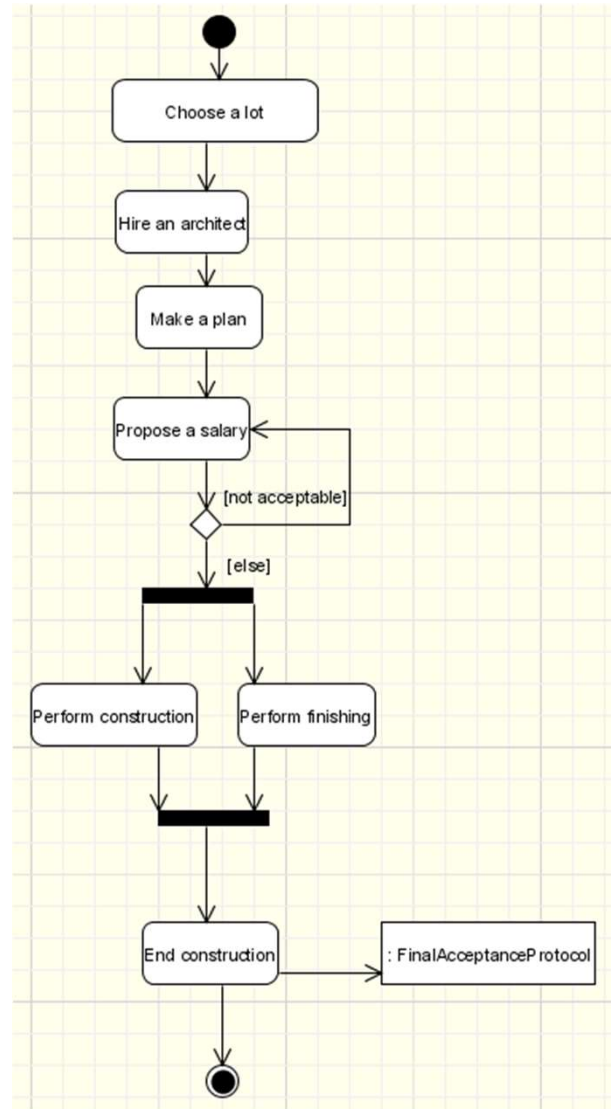 Choose a lot
Hire an architect
Make a plan
Propose a salary
[not acceptable]
[else]
Perform construction
Perform finishing
End construction
: FinalAcceptanceProtocol